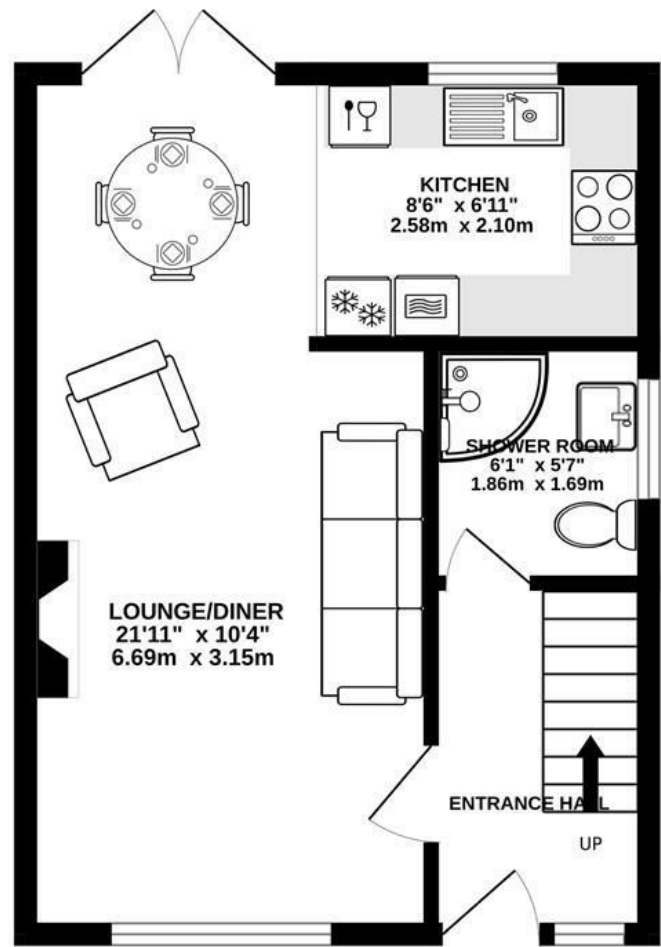 KITCHEN
8'6" x 6'11"
2.58m x 2.10m
SHOWER ROOM
6'1" x 5'7"
1.86m x 1.69m
LOUNGE/DINER
21'11" x 10'4"
6.69m x 3.15m
ENTRANCE HALL
UP